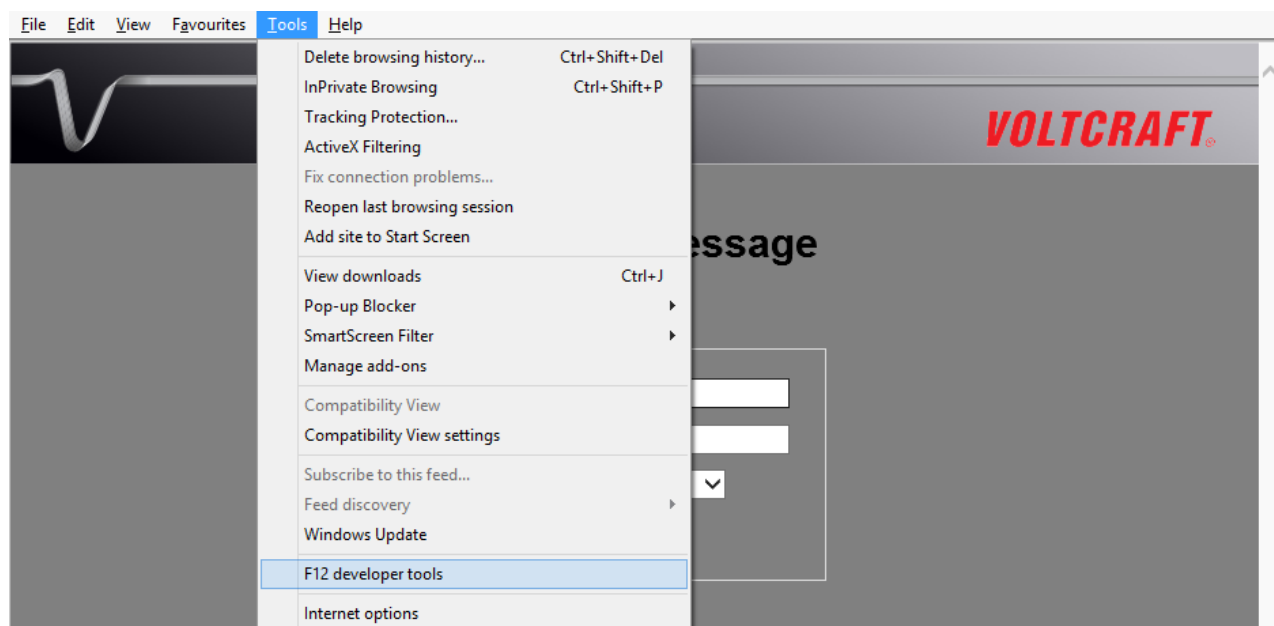 File Edit View Favourites Tools Help
Delete browsing history... Ctrl+Shift+Del
InPrivate Browsing Ctrl+Shift+P
Tracking Protection...
ActiveX Filtering
VOLTCRAFT®
Fix connection problems...
Reopen last browsing session
Add site to Start Screen
essage
View downloads Ctrl+J
Pop-up Blocker
SmartScreen Filter
Manage add-ons
Compatibility View
Compatibility View settings
Subscribe to this feed...
Feed discovery
Windows Update
F12 developer tools
Internet options